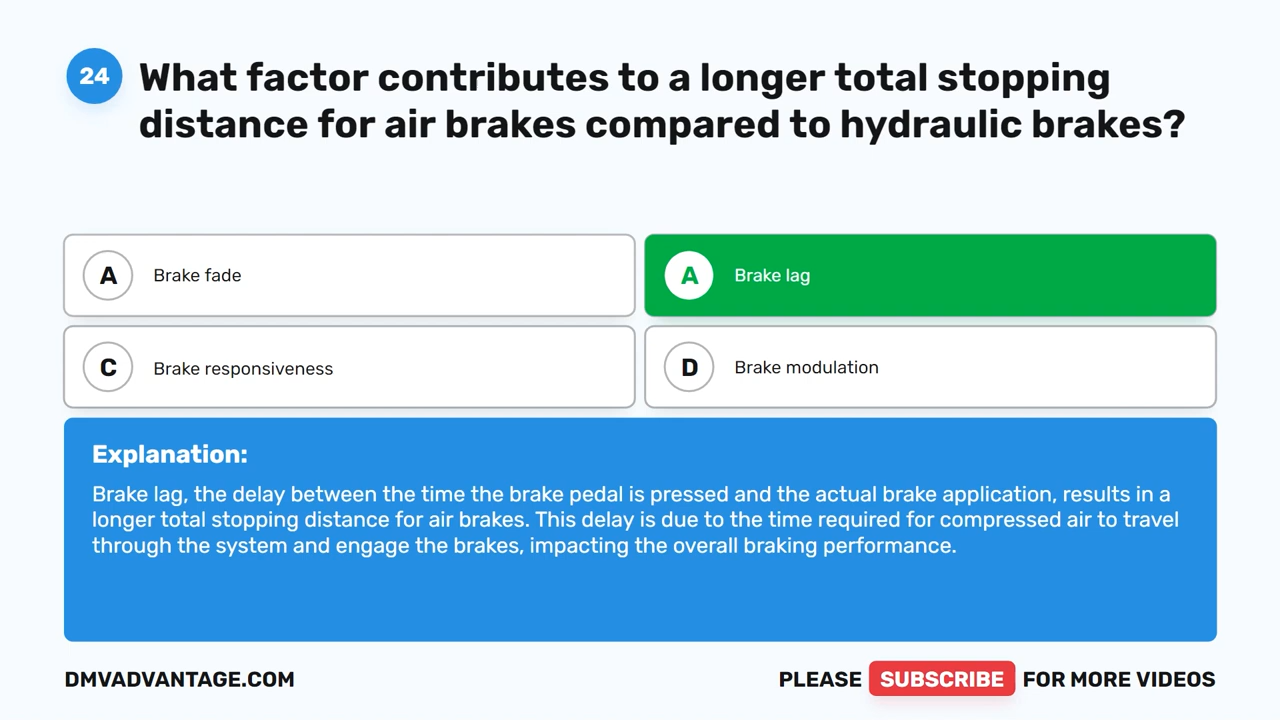 24
What factor contributes to a longer total stopping
distance for air brakes compared to hydraulic brakes?
A Brake fade
A Brake lag
C Brake responsiveness
D Brake modulation
Explanation:
Brake lag, the delay between the time the brake pedal is pressed and the actual brake application, results in a
longer total stopping distance for air brakes. This delay is due to the time required for compressed air to travel
through the system and engage the brakes, impacting the overall braking performance.
DMVADVANTAGE.COM
PLEASE SUBSCRIBE FOR MORE VIDEOS